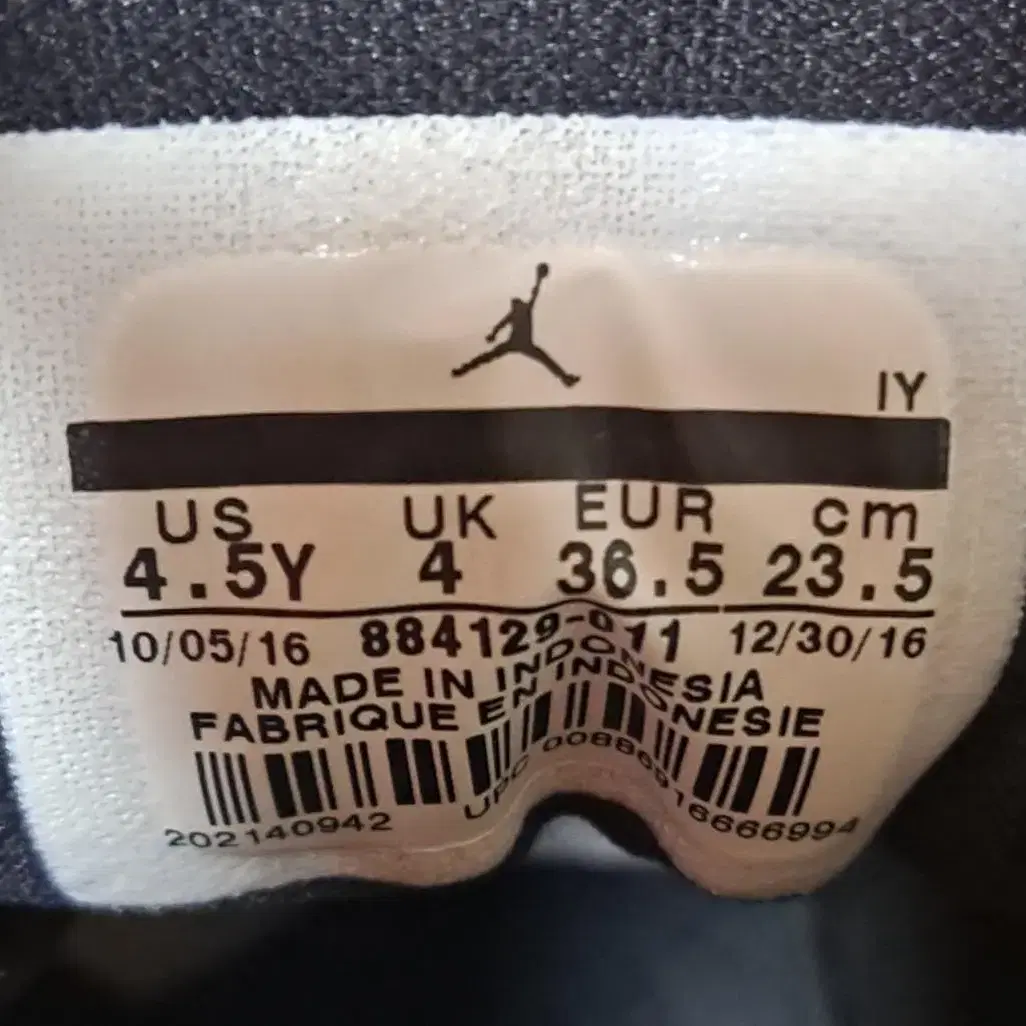 IY
US UK EUR cm
4.5Y 4 36.5 23.5
10/05/16 884129-011 12/30/16
MADE IN INDONESIA
FABRIQUE EN INDONESIE
202140942 UPC